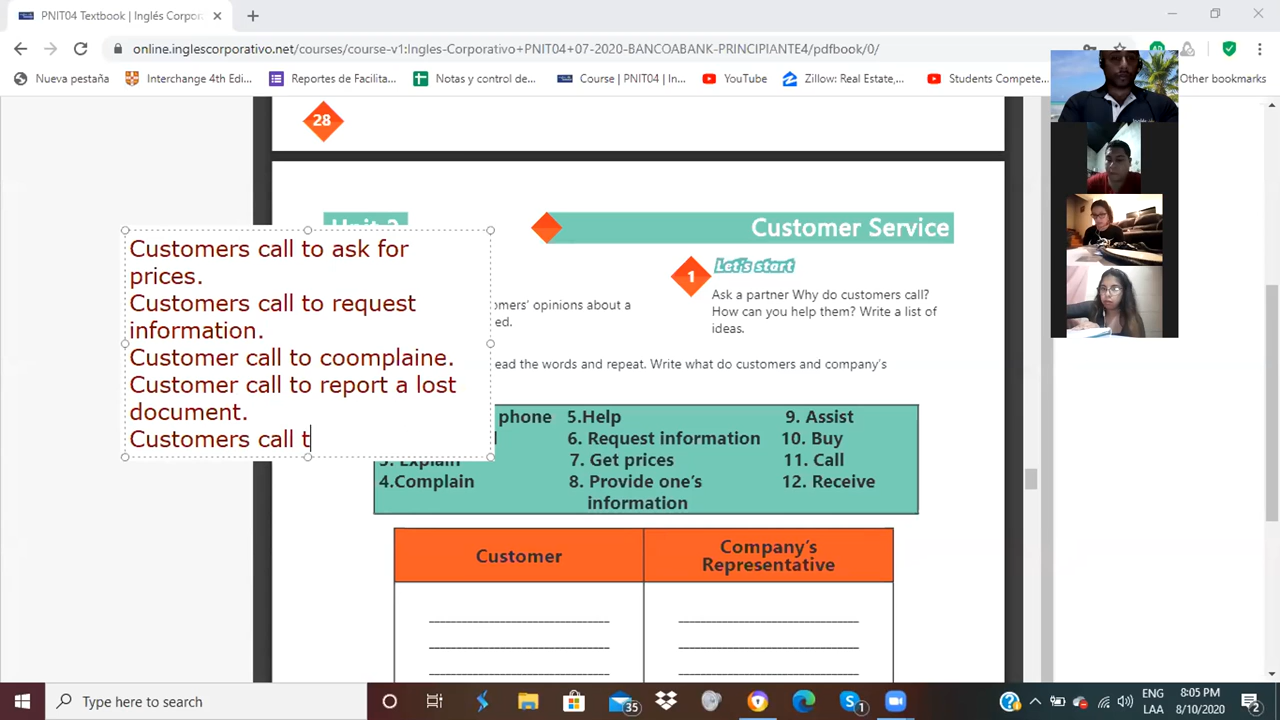 PNIT04 Textbook | Inglés Corpor
online.inglescorporativo.net/courses/course-v1:Ingles-Corporativo+PNIT04+07-2020-BANCOABANK-PRINCIPIANTE4/pdfbook/0/
Nueva pestaña
Interchange 4th Edi...
Reportes de Facilita...
Notas y control de...
Course | PNIT04 | In...
YouTube
Zillow: Real Estate,...
Students Compete...
Other bookmarks
28
Customer Service
1
Let's start
Ask a partner Why do customers call?
How can you help them? Write a list of
ideas.
omers' opinions about a
ed.
ead the words and repeat. Write what do customers and company's
Customers call to ask for
prices.
Customers call to request
information.
Customer call to coomplaine.
Customer call to report a lost
document.
Customers call t
phone
4.Complain
5.Help
6. Request information
7. Get prices
8. Provide one's
information
9. Assist
10. Buy
11. Call
12. Receive
Customer
Company's
Representative
Type here to search
35
1
ENG
LAA
8:05 PM
8/10/2020
2